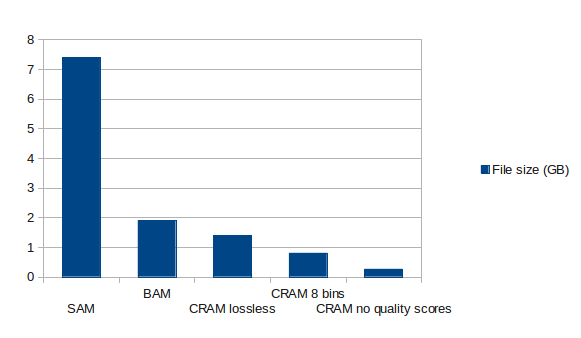 8
7
6
5
4
3
2
1
0
File size (GB)
BAM
CRAM 8 bins
SAM
CRAM lossless
CRAM no quality scores